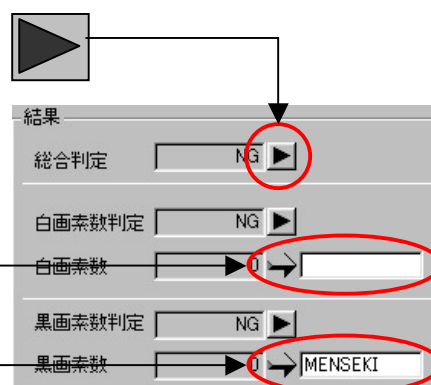 結果
総合判定 NG
白画素数判定 NG
白画素数 0
黒画素数判定 NG
黒画素数 0 MENSEKI